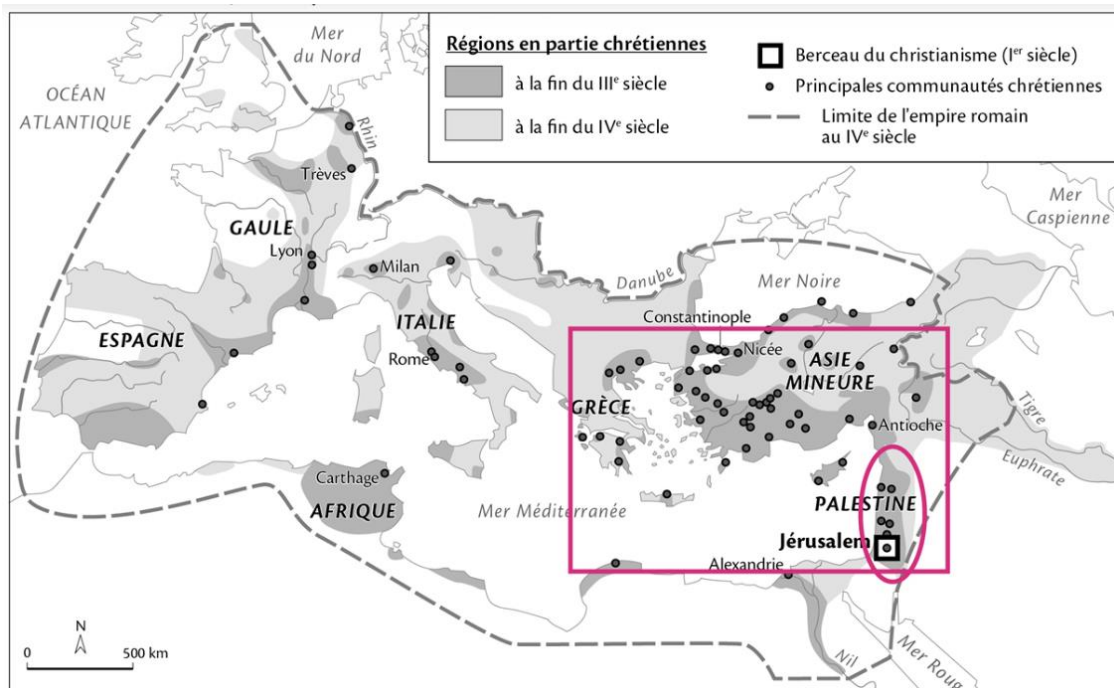 Régions en partie chrétiennes
à la fin du IIIe siècle
à la fin du IVe siècle
Berceau du christianisme (Ier siècle)
Principales communautés chrétiennes
Limite de l'empire romain
au IVe siècle
Mer
du Nord
OCÉAN
ATLANTIQUE
Rhin
Trèves
GAULE
Lyon
Milan
ITALIE
Rome
ESPAGNE
Danube
Mer Noire
Mer
Caspienne
Constantinople
Nicée
ASIE
MINEURE
GRÈCE
Antioche
Tigre
Euphrate
Carthage
AFRIQUE
Mer Méditerranée
PALESTINE
Jérusalem
Alexandrie
Nil
Mer Roug
N
0 500 km